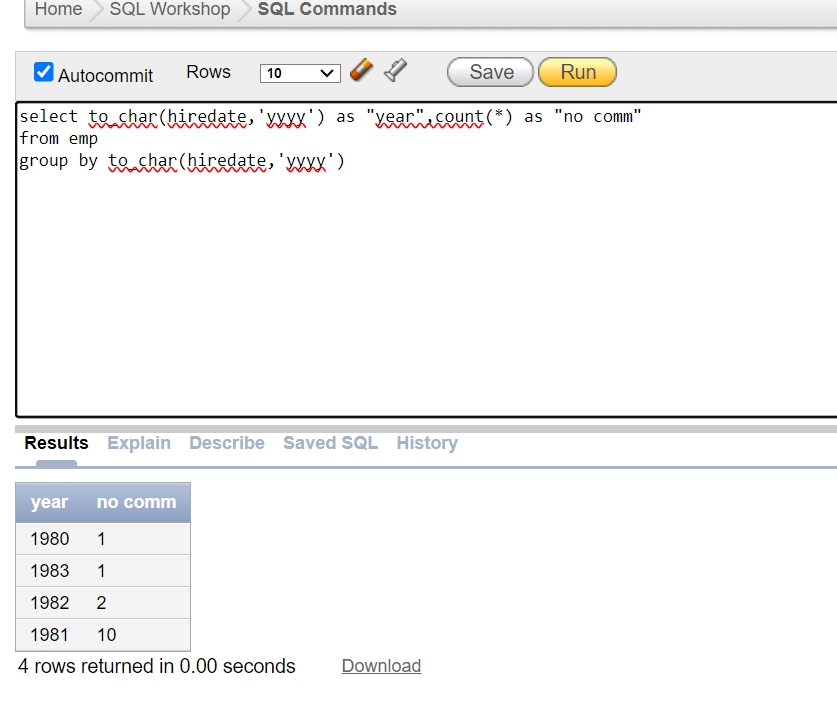 Home SQL Workshop SQL Commands
Autocommit Rows 10 Save Run
select to_char(hiredate,'yyyy') as "year",count(*) as "no comm"
from emp
group by to_char(hiredate,'yyyy')
Results Explain Describe Saved SQL History
year no comm
1980 1
1983 1
1982 2
1981 10
4 rows returned in 0.00 seconds Download